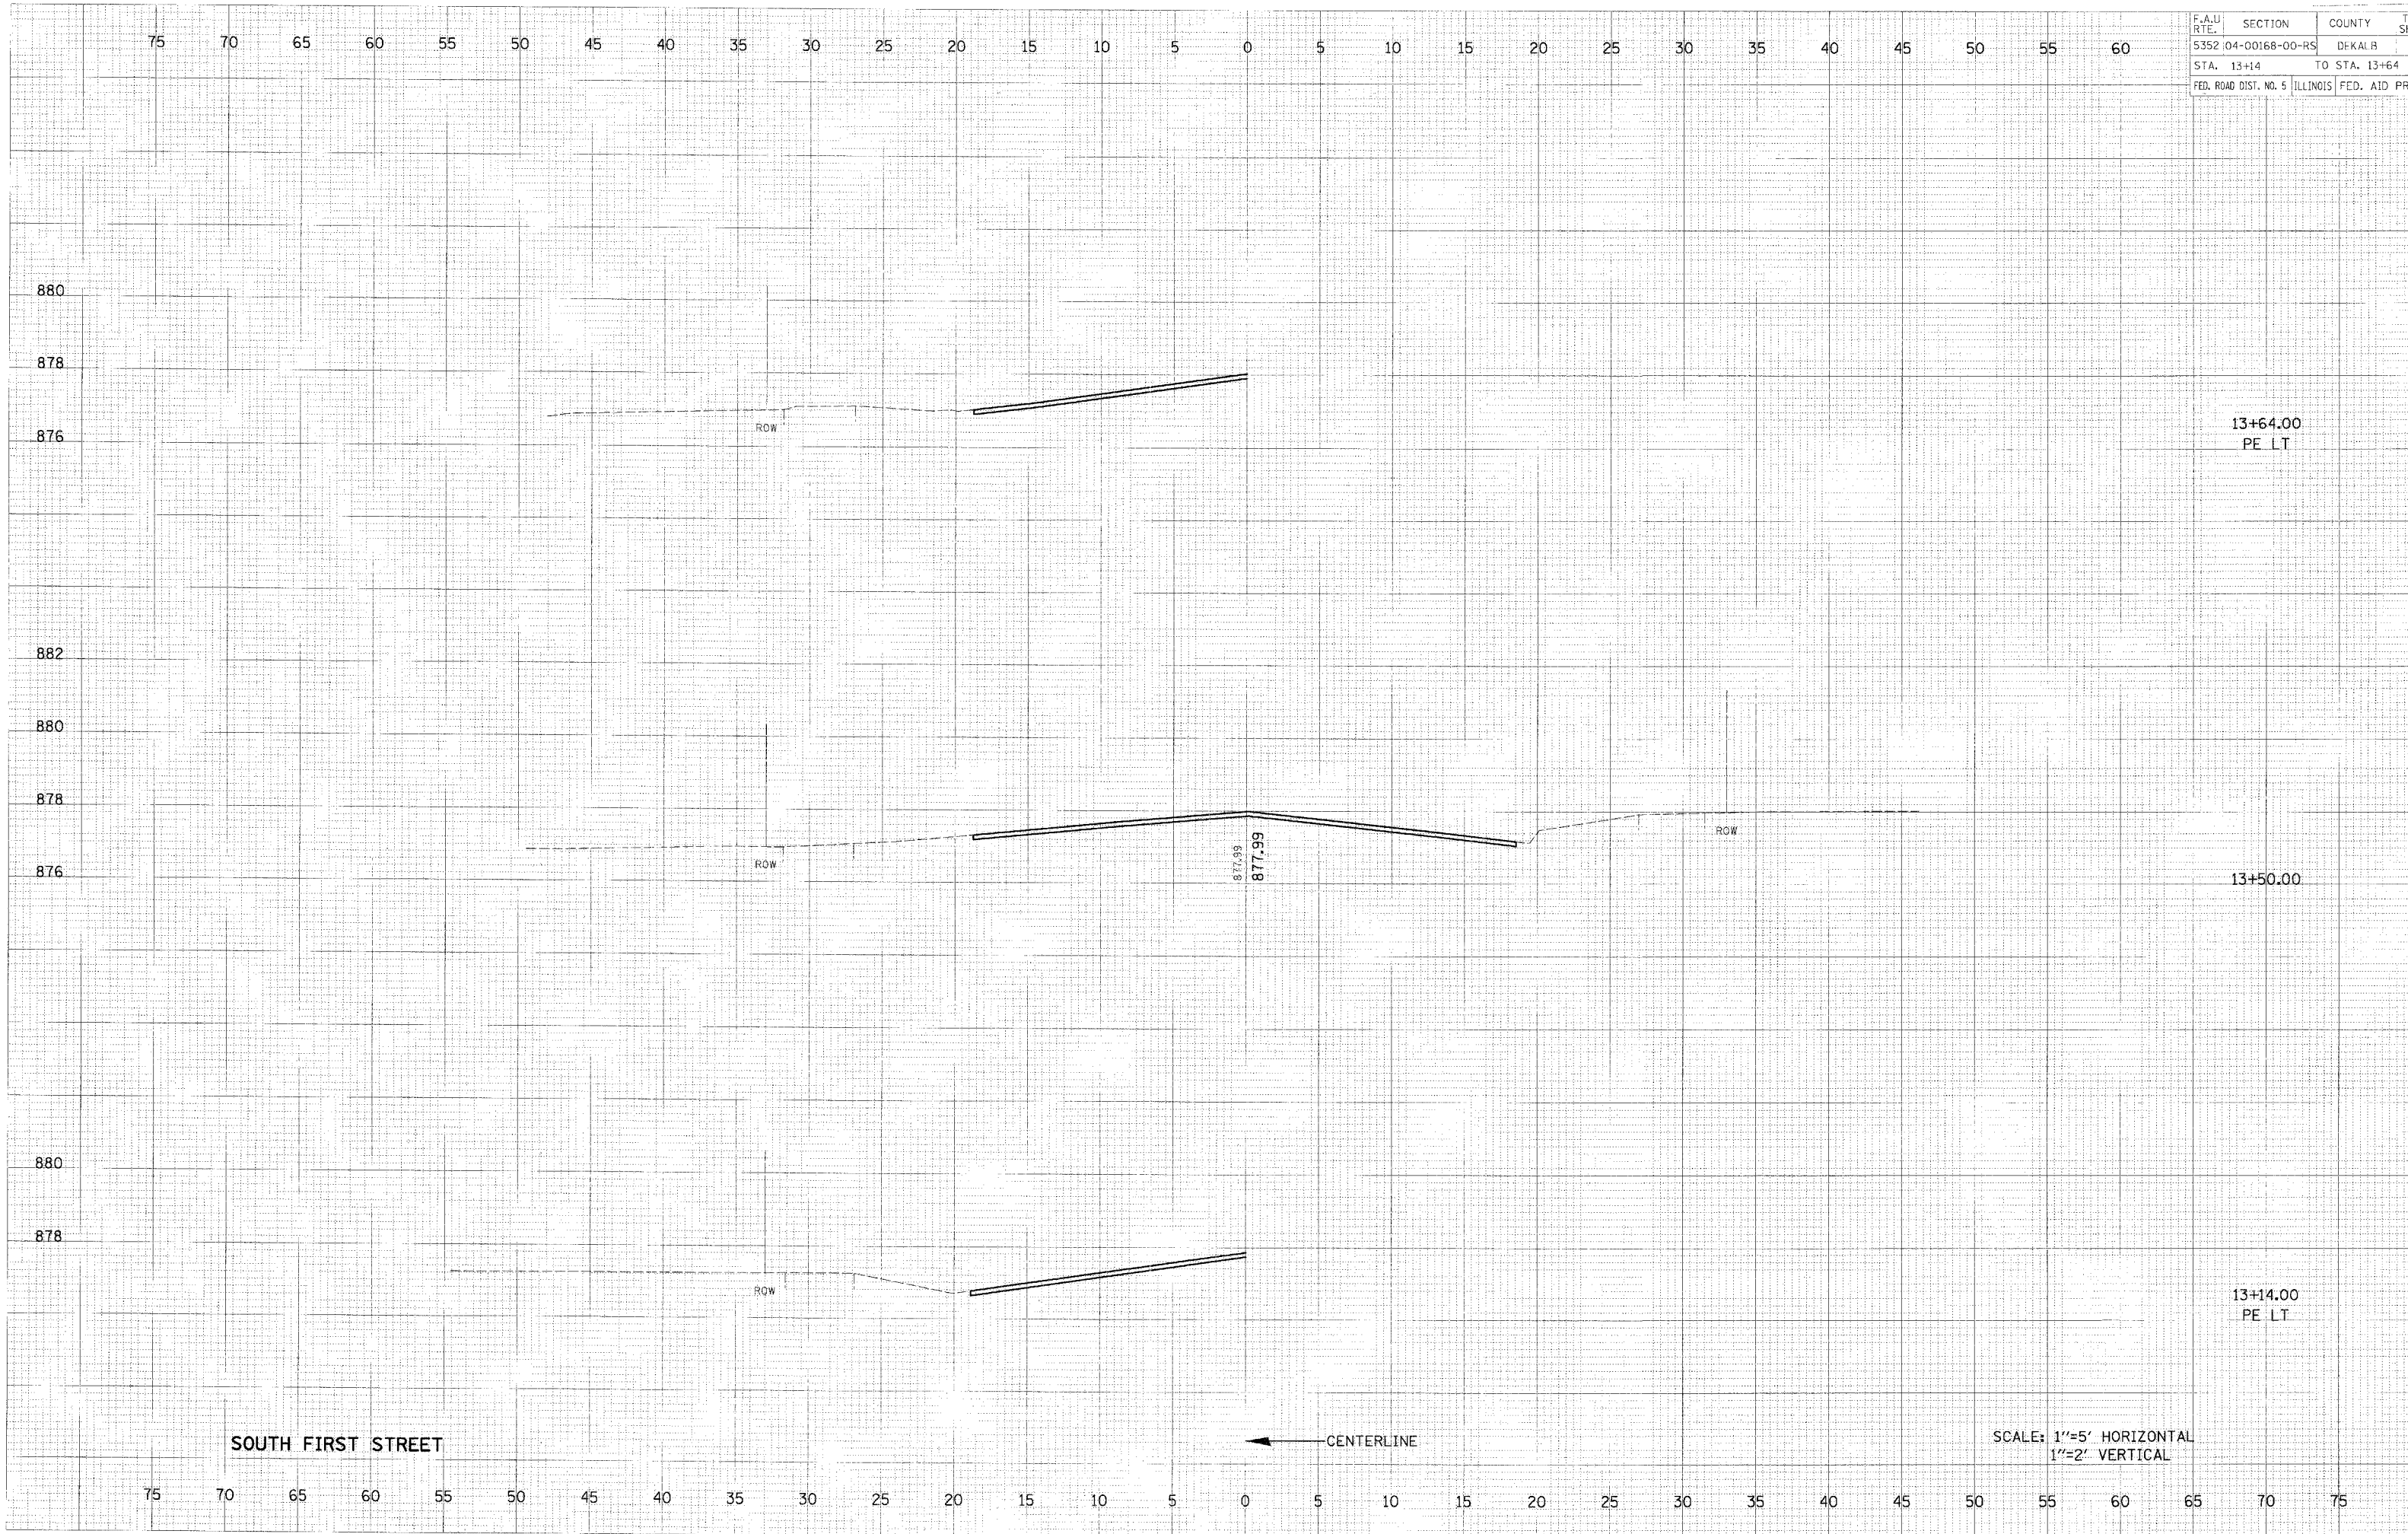 F.A.U RTE. SECTION COUNTY
5352 04-00168-00-RS DEKALB
STA. 13+14 TO STA. 13+64
FED. ROAD DIST. NO. 5 ILLINOIS FED. AID
75 70 65 60 55 50 45 40 35 30 25 20 15 10 5 0 5 10 15 20 25 30 35 40 45 50 55 60
880
878
876
ROW
13+64.00
PE LT
882
880
878
876
ROW
877.99
877.99
ROW
13+50.00
880
878
ROW
13+14.00
PE LT
SOUTH FIRST STREET
CENTERLINE
SCALE: 1"=5' HORIZONTAL
1"=2' VERTICAL
75 70 65 60 55 50 45 40 35 30 25 20 15 10 5 0 5 10 15 20 25 30 35 40 45 50 55 60 65 70 75